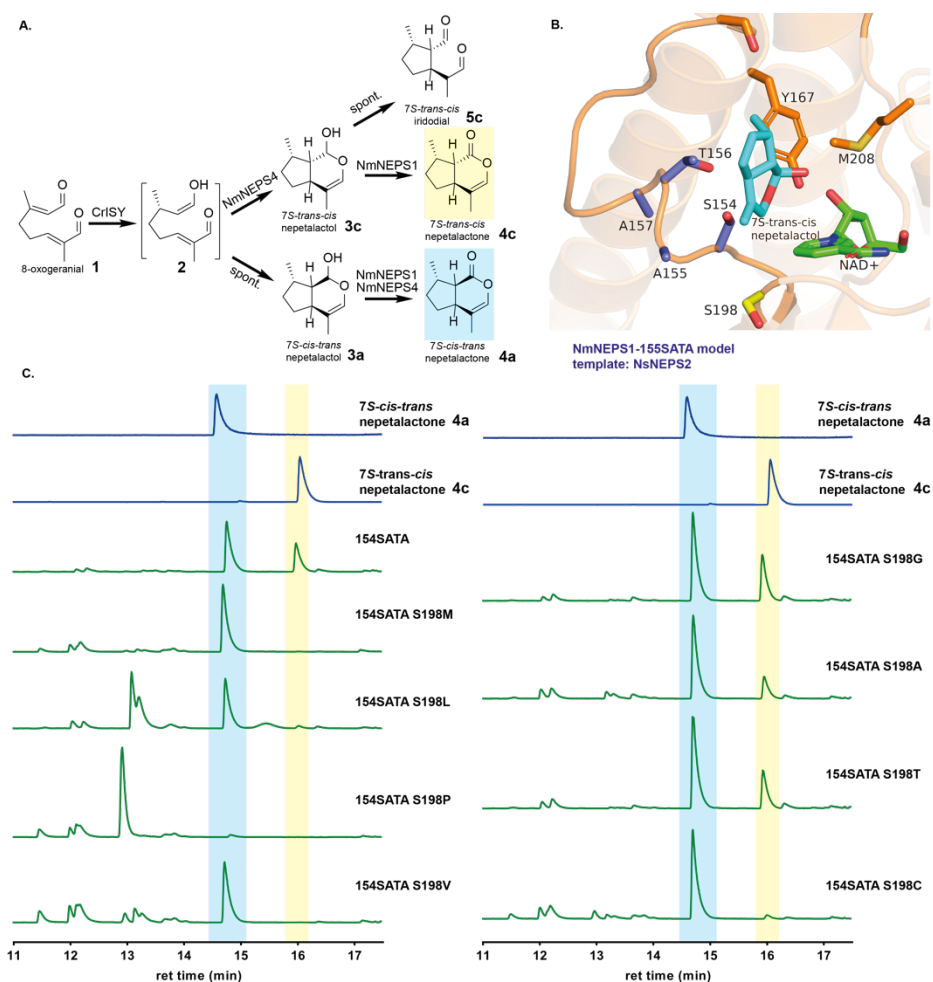 A.
H
O
O
7S-trans-cis
iridodial 5c
spont.
OH
H
O
H
7S-trans-cis
nepetalactol
3c
NmNEPS1
O
H
O
H
7S-trans-cis
nepetalactone
4c
NmNEPS4
O
O
8-oxogeranial 1
CrISY
OH
O
2
spont.
OH
H
O
H
7S-cis-trans
nepetalactol 3a
NmNEPS1
NmNEPS4
O
H
O
H
7S-cis-trans
nepetalactone
4a
B.
Y167
T156
M208
S154
A157
7S-trans-cis
nepetalactol
A155
NAD+
S198
NmNEPS1-155SATA model
template: NsNEPS2
C.
7S-cis-trans
nepetalactone 4a
7S-trans-cis
nepetalactone 4c
154SATA
154SATA S198M
154SATA S198L
154SATA S198P
154SATA S198V
11 12 13 14 15 16 17
ret time (min)
7S-cis-trans
nepetalactone 4a
7S-trans-cis
nepetalactone 4c
154SATA S198G
154SATA S198A
154SATA S198T
154SATA S198C
11 12 13 14 15 16 17
ret time (min)